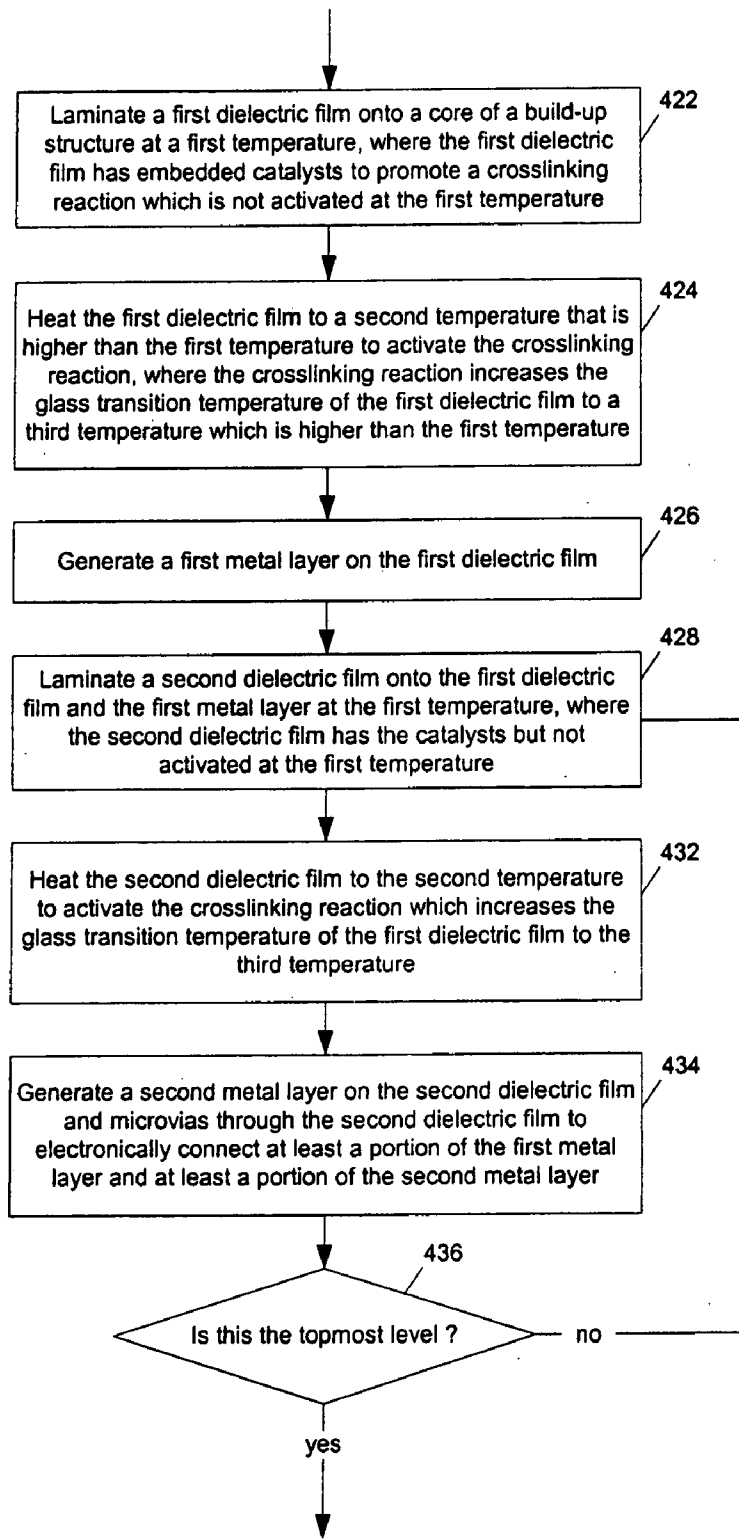 422
Laminate a first dielectric film onto a core of a build-up
structure at a first temperature, where the first dielectric
film has embedded catalysts to promote a crosslinking
reaction which is not activated at the first temperature
424
Heat the first dielectric film to a second temperature that is
higher than the first temperature to activate the crosslinking
reaction, where the crosslinking reaction increases the
glass transition temperature of the first dielectric film to a
third temperature which is higher than the first temperature
426
Generate a first metal layer on the first dielectric film
428
Laminate a second dielectric film onto the first dielectric
film and the first metal layer at the first temperature, where
the second dielectric film has the catalysts but not
activated at the first temperature
432
Heat the second dielectric film to the second temperature
to activate the crosslinking reaction which increases the
glass transition temperature of the first dielectric film to the
third temperature
434
Generate a second metal layer on the second dielectric film
and microvias through the second dielectric film to
electronically connect at least a portion of the first metal
layer and at least a portion of the second metal layer
436
Is this the topmost level ?
no
yes